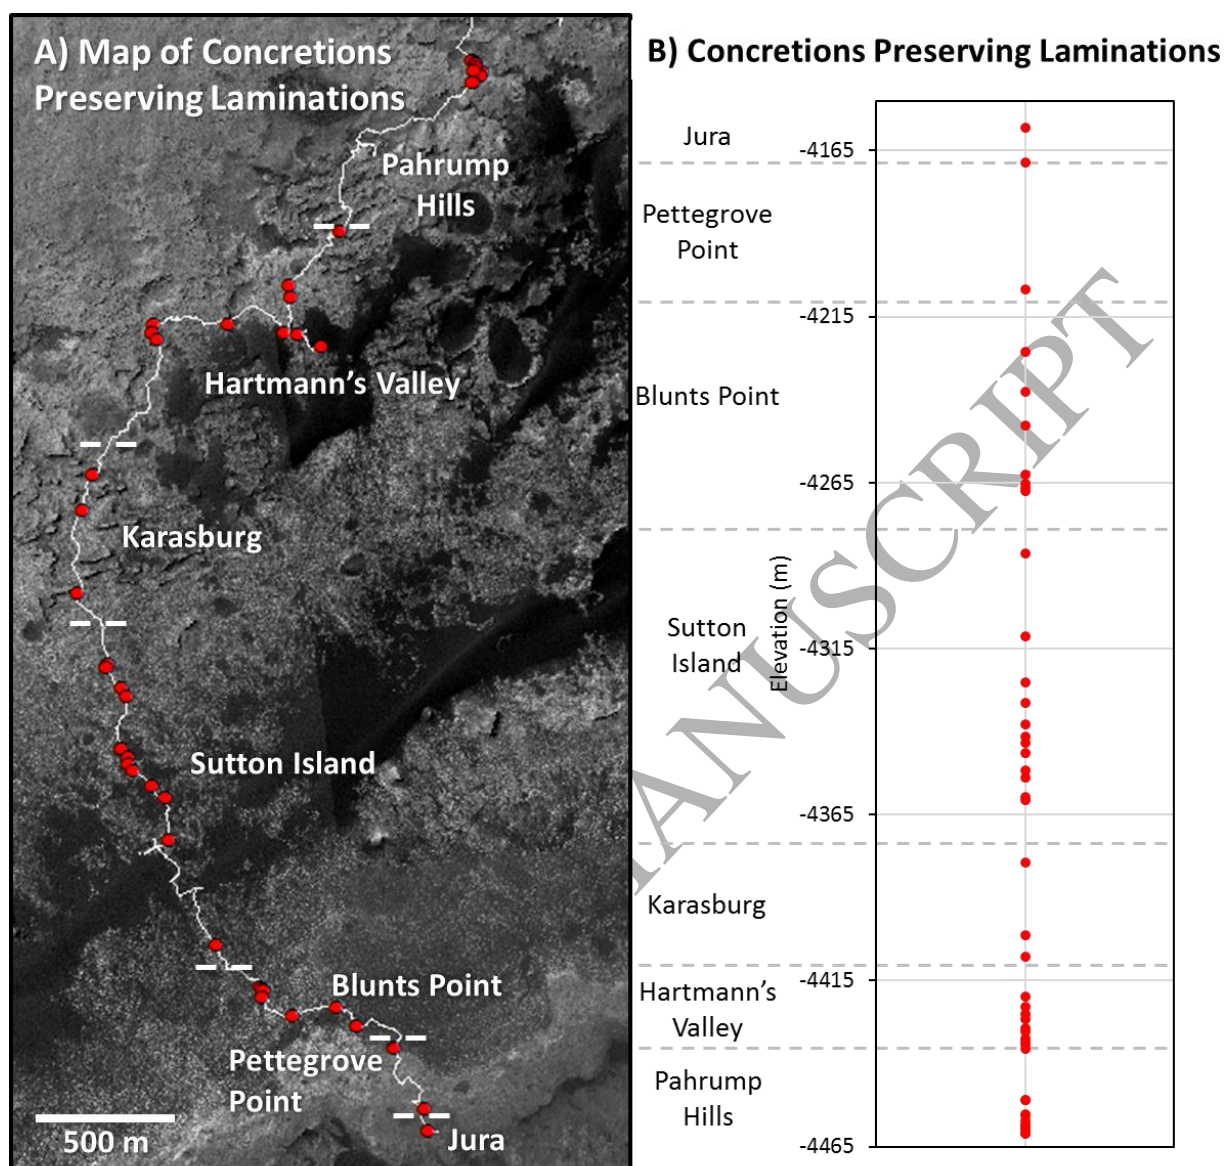 A) Map of Concretions
Preserving Laminations
Pahrump
Hills
Hartmann's Valley
Karasburg
Sutton Island
Blunts Point
Pettegrove
Point
Jura
500 m
B) Concretions Preserving Laminations
Jura
Pettegrove
Point
Blunts Point
Sutton
Island
Karasburg
Hartmann's
Valley
Pahrump
Hills
Elevation (m)
-4165
-4215
-4265
-4315
-4365
-4415
-4465
ANUSCRIPT